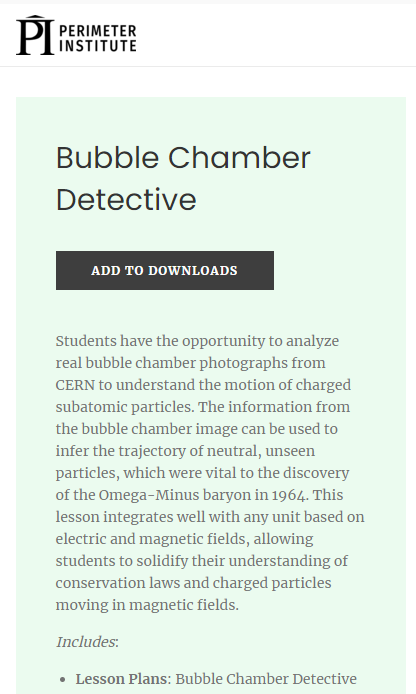 PI PERIMETER
INSTITUTE
Bubble Chamber
Detective
ADD TO DOWNLOADS
Students have the opportunity to analyze
real bubble chamber photographs from
CERN to understand the motion of charged
subatomic particles. The information from
the bubble chamber image can be used to
infer the trajectory of neutral, unseen
particles, which were vital to the discovery
of the Omega-Minus baryon in 1964. This
lesson integrates well with any unit based on
electric and magnetic fields, allowing
students to solidify their understanding of
conservation laws and charged particles
moving in magnetic fields.
Includes:
• Lesson Plans: Bubble Chamber Detective